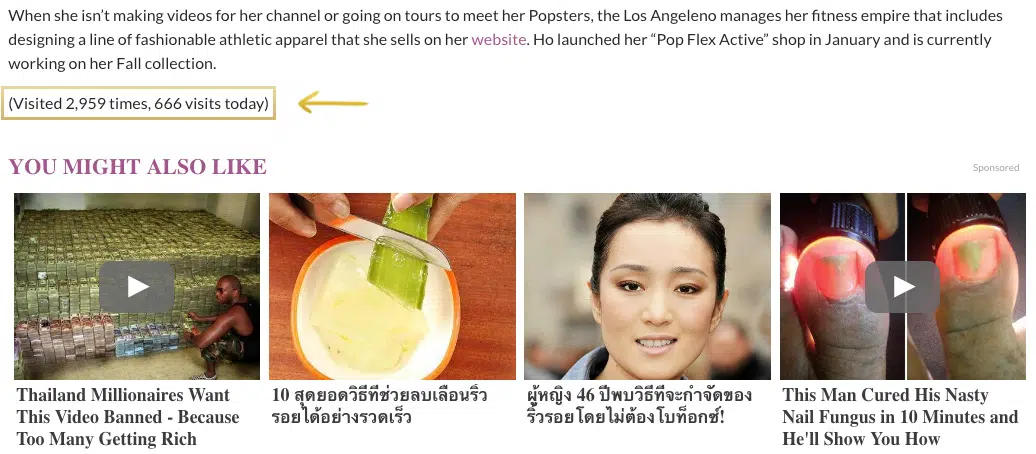 When she isn’t making videos for her channel or going on tours to meet her Popsters, the Los Angeleno manages her fitness empire that includes
designing a line of fashionable athletic apparel that she sells on her website. Ho launched her “Pop Flex Active” shop in January and is currently
working on her Fall collection.
(Visited 2,959 times, 666 visits today)
YOU MIGHT ALSO LIKE
Sponsored
Thailand Millionaires Want
This Video Banned - Because
Too Many Getting Rich
10 สุดยอดวิธีที่ช่วยลบเลือนริ้ว
รอยได้อย่างรวดเร็ว
ผู้หญิง 46 ปีพบวิธีที่จะกำจัดของ
ริ้วรอยโดยไม่ต้องโบท็อกซ์!
This Man Cured His Nasty
Nail Fungus in 10 Minutes and
He'll Show You How